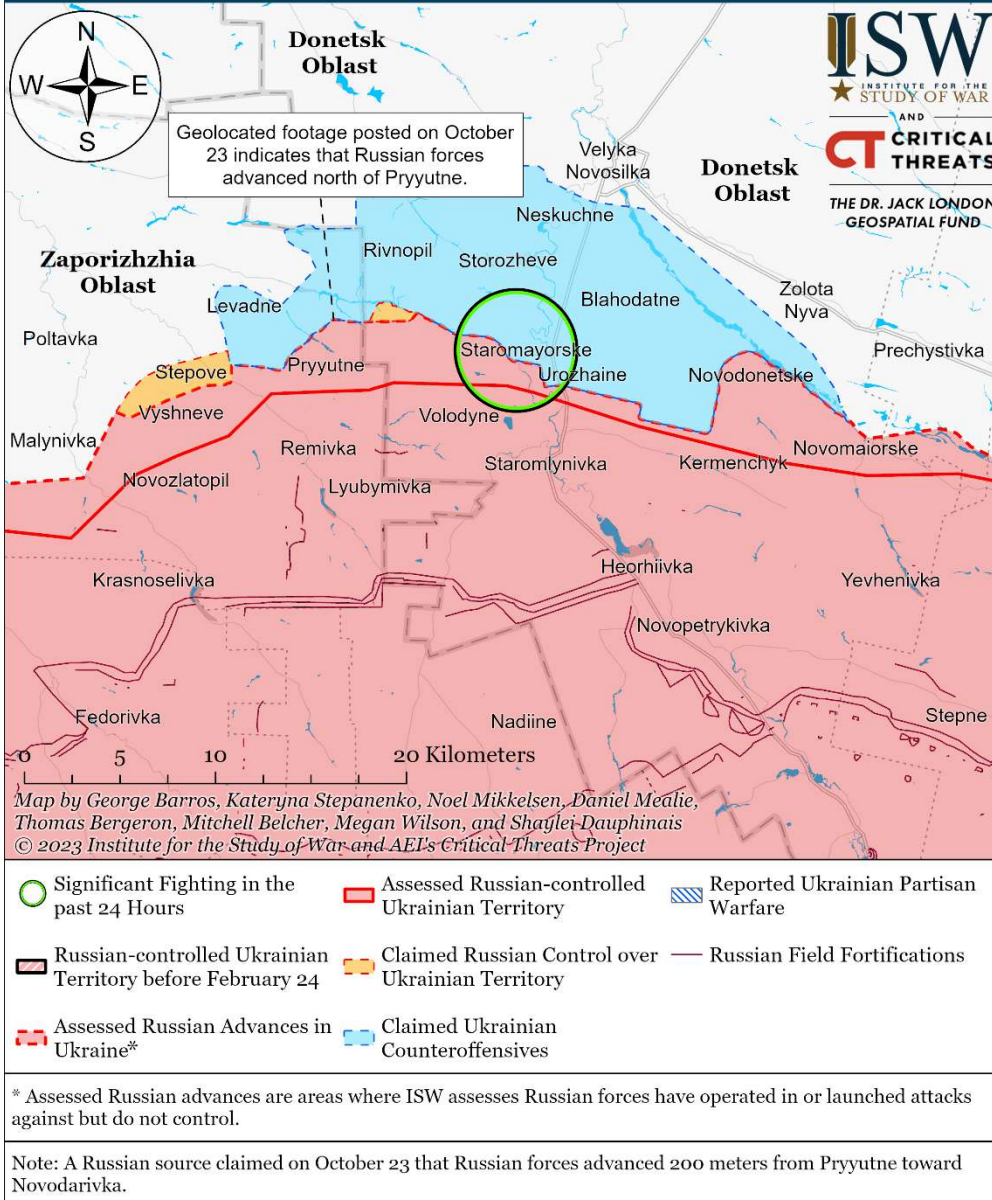 N
W E
S
Donetsk
Oblast
ISW
INSTITUTE FOR THE
STUDY OF WAR
AND
CT CRITICAL
THREATS
THE DR. JACK LONDON
GEOSPATIAL FUND
Geolocated footage posted on October
23 indicates that Russian forces
advanced north of Pryyutne.
Velyka
Novosilka
Donetsk
Oblast
Neskuchne
Rivnopil
Storozheve
Zaporizhzhia
Oblast
Levadne
Blahodatne
Zolota
Nyva
Poltavka
Staromayorske
Prechystivka
Pryyutne
Stepove
Urozhaine
Novodonetske
Vyshneve
Volodyne
Malynivka
Remivka
Novomaiorske
Staromlynivka
Kermenchyk
Novozlatopil
Lyubymivka
Heorhiivka
Krasnoselivka
Yevhenivka
Novopetrykivka
Fedorivka
Nadiine
Stepne
0 5 10 20 Kilometers
Map by George Barros, Kateryna Stepanenko, Noel Mikkelsen, Daniel Mealie,
Thomas Bergeron, Mitchell Belcher, Megan Wilson, and Shaylei Dauphinais
© 2023 Institute for the Study of War and AEI's Critical Threats Project
Significant Fighting in the
past 24 Hours
Assessed Russian-controlled
Ukrainian Territory
Reported Ukrainian Partisan
Warfare
Russian-controlled Ukrainian
Territory before February 24
Claimed Russian Control over
Ukrainian Territory
Russian Field Fortifications
Assessed Russian Advances in
Ukraine*
Claimed Ukrainian
Counteroffensives
* Assessed Russian advances are areas where ISW assesses Russian forces have operated in or launched attacks
against but do not control.
Note: A Russian source claimed on October 23 that Russian forces advanced 200 meters from Pryyutne toward
Novodarivka.